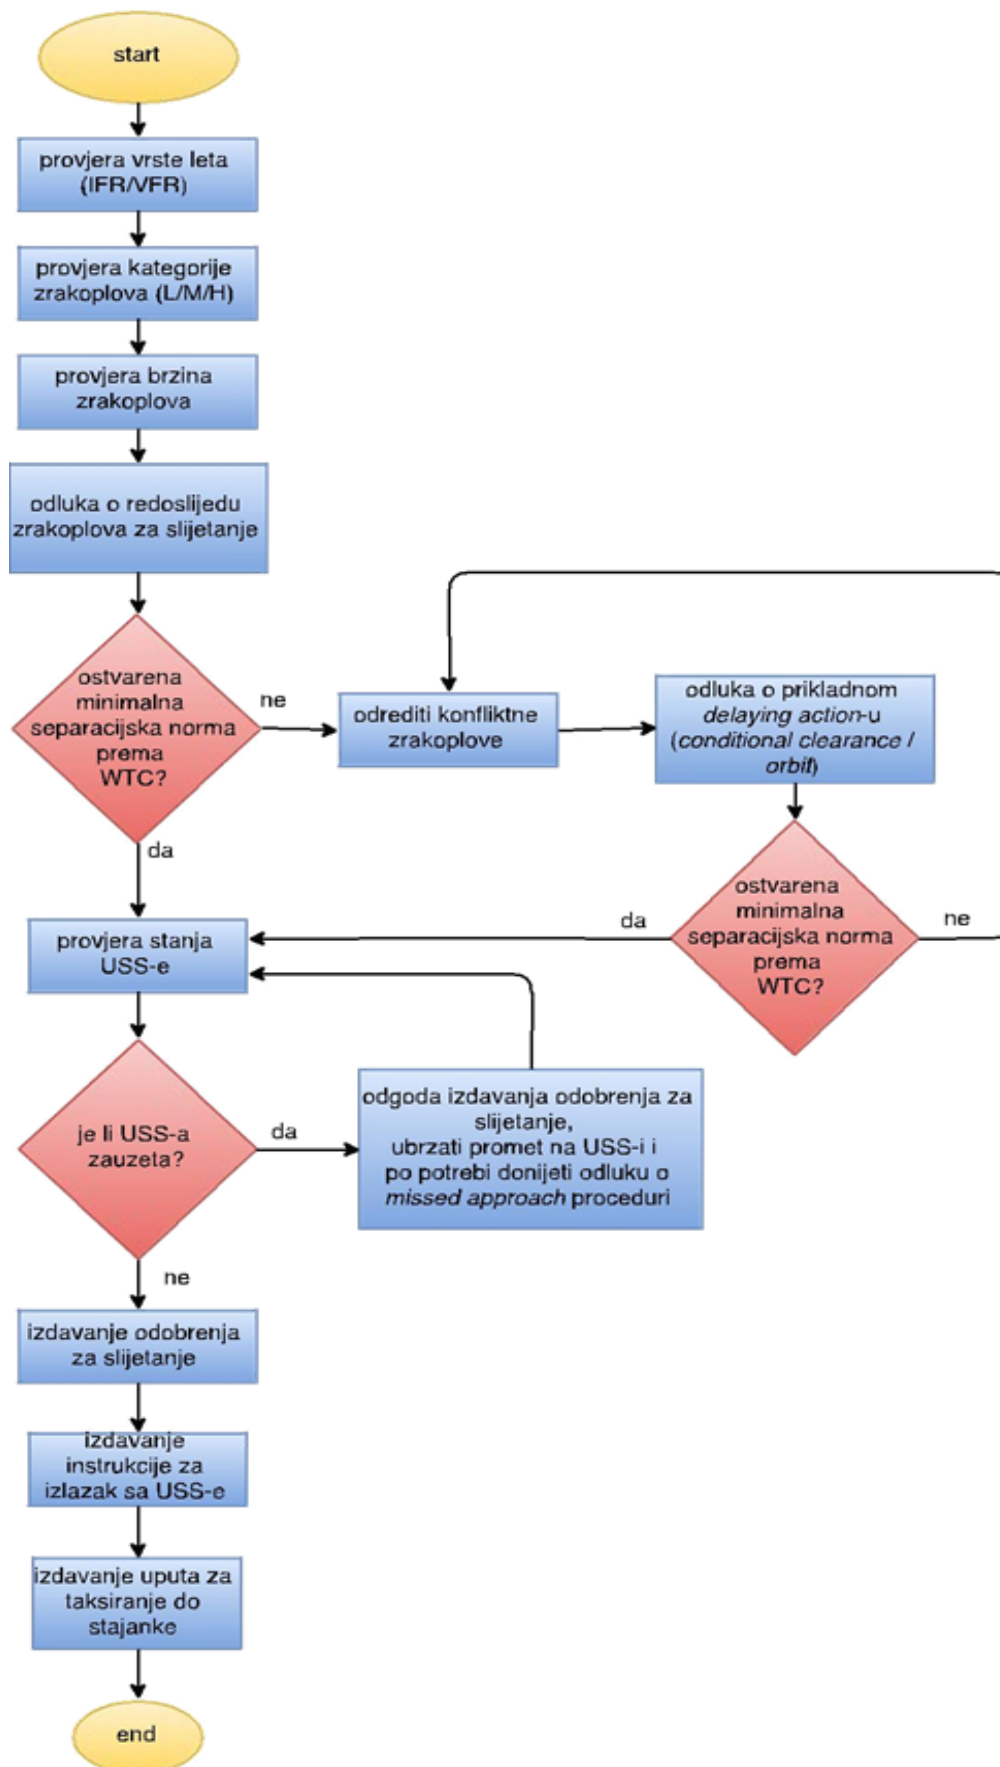 start
provjera vrste leta
(IFR/VFR)
provjera kategorije
zrakoplova (L/M/H)
provjera brzina
zrakoplova
odluka o redoslijedu
zrakoplova za slijetanje
ostvarena
minimalna
separacijska norma
prema
WTC?
ne
odrediti konfliktne
zrakoplove
odluka o prikladnom
delaying action-u
(conditional clearance /
orbit)
da
ostvarena
minimalna
separacijska norma
prema
WTC?
da
ne
provjera stanja
USS-e
je li USS-a
zauzeta?
da
odgoda izdavanja odobrenja za
slijetanje,
ubrzati promet na USS-i i
po potrebi donijeti odluku o
missed approach proceduri
ne
izdavanje odobrenja
za slijetanje
izdavanje
instrukcije za
izlazak sa USS-e
izdavanje uputa za
taksiranje do
stajanke
end